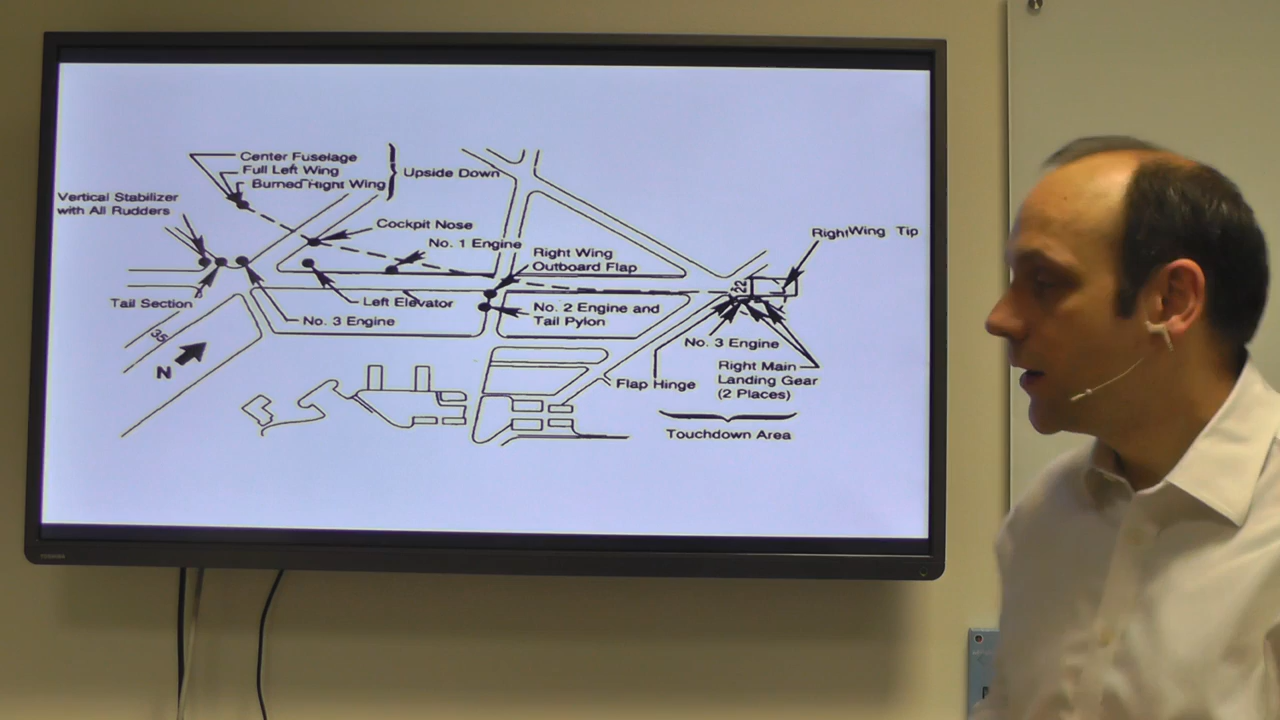 Center Fuselage
Full Left Wing
Burned Right Wing
Upside Down
Vertical Stabilizer
with All Rudders
Cockpit Nose
No. 1 Engine
Right Wing
Outboard Flap
Right Wing Tip
Tail Section
Left Elevator
No. 3 Engine
No. 2 Engine and
Tail Pylon
22
35
N
No. 3 Engine
Flap Hinge
Right Main
Landing Gear
(2 Places)
Touchdown Area
TOSHIBA